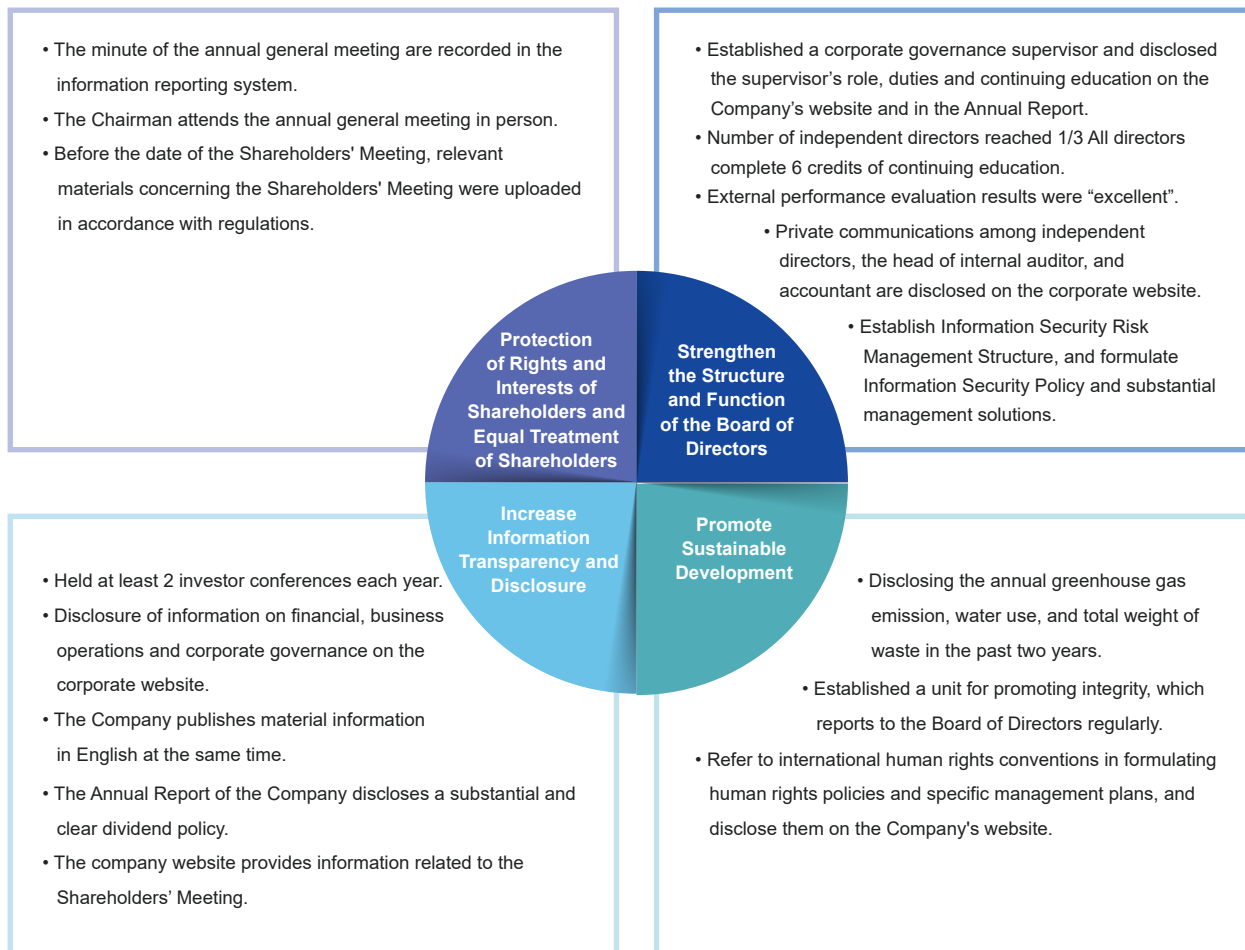 • The minute of the annual general meeting are recorded in the
information reporting system.
• The Chairman attends the annual general meeting in person.
• Before the date of the Shareholders' Meeting, relevant
materials concerning the Shareholders' Meeting were uploaded
in accordance with regulations.
• Established a corporate governance supervisor and disclosed
the supervisor’s role, duties and continuing education on the
Company’s website and in the Annual Report.
• Number of independent directors reached 1/3 All directors
complete 6 credits of continuing education.
• External performance evaluation results were “excellent”.
• Private communications among independent
directors, the head of internal auditor, and
accountant are disclosed on the corporate website.
• Establish Information Security Risk
Management Structure, and formulate
Information Security Policy and substantial
management solutions.
Protection
of Rights and
Interests of
Shareholders and
Equal Treatment
of Shareholders
Strengthen
the Structure
and Function
of the Board of
Directors
Increase
Information
Transparency and
Disclosure
Promote
Sustainable
Development
• Held at least 2 investor conferences each year.
• Disclosure of information on financial, business
operations and corporate governance on the
corporate website.
• The Company publishes material information
in English at the same time.
• The Annual Report of the Company discloses a substantial and
clear dividend policy.
• The company website provides information related to the
Shareholders’ Meeting.
• Disclosing the annual greenhouse gas
emission, water use, and total weight of
waste in the past two years.
• Established a unit for promoting integrity, which
reports to the Board of Directors regularly.
• Refer to international human rights conventions in formulating
human rights policies and specific management plans, and
disclose them on the Company's website.